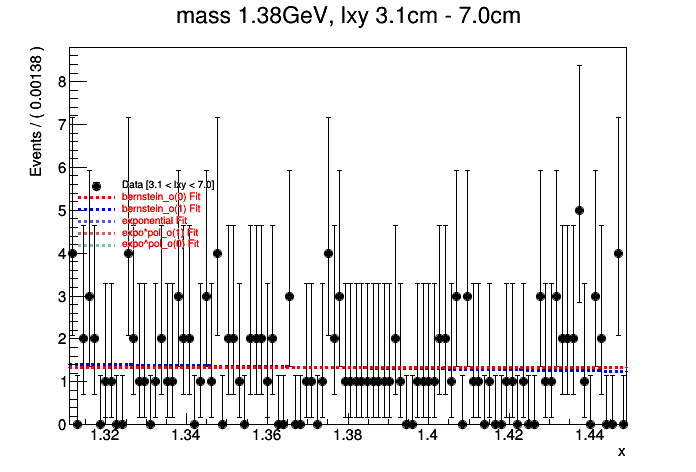 mass 1.38GeV, lxy 3.1cm - 7.0cm
Events / ( 0.00138 )
8
7
6
5
4
3
2
1
0
Data [3.1 < lxy < 7.0]
bernstein_o(0) Fit
bernstein_o(1) Fit
exponential Fit
expo*pol_o(1) Fit
expo^pol_o(0) Fit
1.32 1.34 1.36 1.38 1.4 1.42 1.44
x